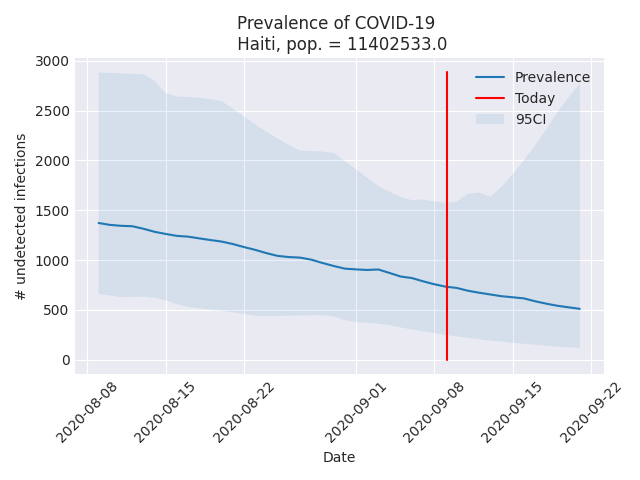 Prevalence of COVID-19
Haiti, pop. = 11402533.0
3000
2500
2000
1500
1000
500
0
# undetected infections
Prevalence
Today
95CI
2020-08-08
2020-08-15
2020-08-22
2020-09-01
2020-09-08
2020-09-15
2020-09-22
Date